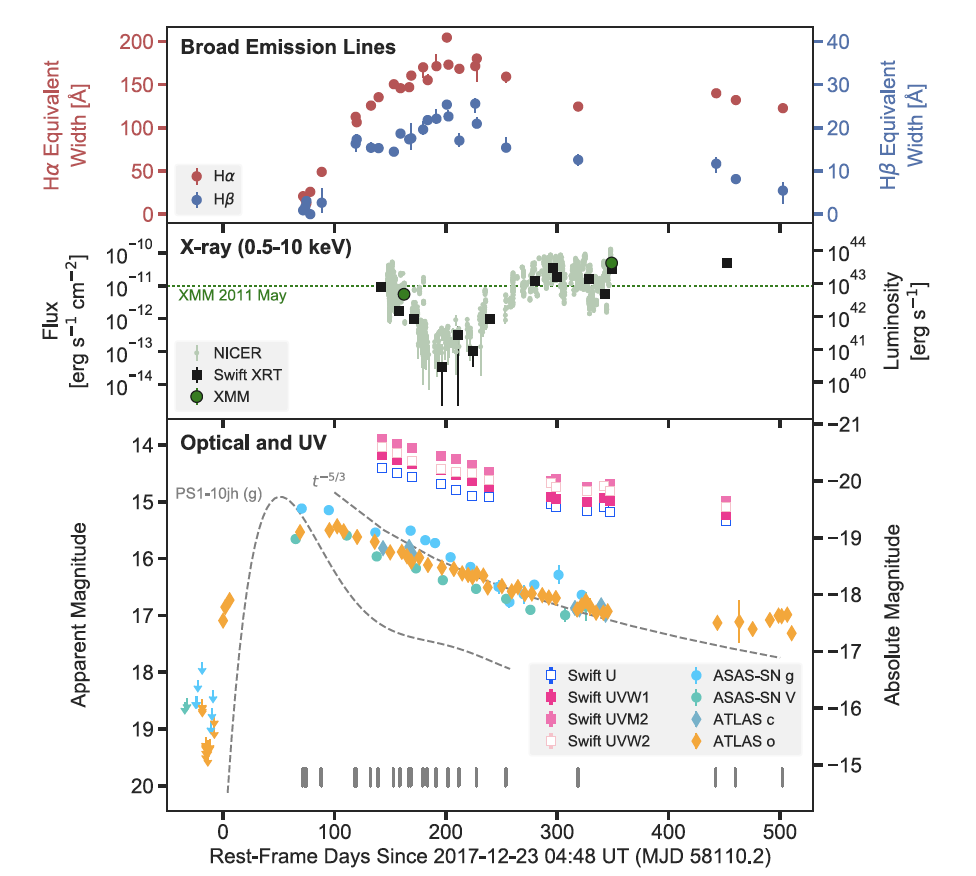 Broad Emission Lines
Hα Equivalent
Width [Å]
200
150
100
50
0
40
30
20
10
0
Hβ Equivalent
Width [Å]
Hα
Hβ
X-ray (0.5-10 keV)
Flux
[erg s⁻¹ cm⁻²]
10⁻¹⁰
10⁻¹¹
10⁻¹²
10⁻¹³
10⁻¹⁴
10⁴⁴
10⁴³
10⁴²
10⁴¹
10⁴⁰
Luminosity
[erg s⁻¹]
XMM 2011 May
NICER
Swift XRT
XMM
Optical and UV
Apparent Magnitude
14
15
16
17
18
19
20
−21
−20
−19
−18
−17
−16
−15
Absolute Magnitude
PS1-10jh (g)
t⁻⁵/³
Swift U
Swift UVW1
Swift UVM2
Swift UVW2
ASAS-SN g
ASAS-SN V
ATLAS c
ATLAS o
0
100
200
300
400
500
Rest-Frame Days Since 2017-12-23 04:48 UT (MJD 58110.2)